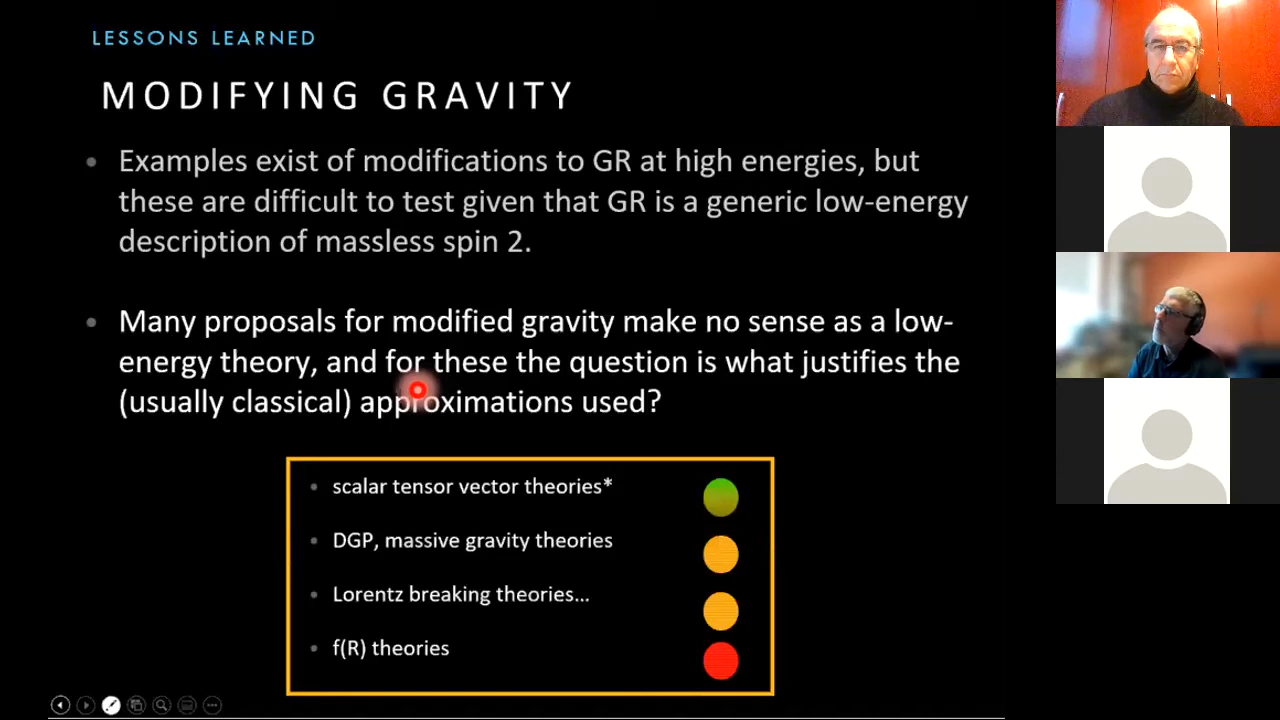 LESSONS LEARNED
MODIFYING GRAVITY
• Examples exist of modifications to GR at high energies, but
these are difficult to test given that GR is a generic low-energy
description of massless spin 2.
• Many proposals for modified gravity make no sense as a low-
energy theory, and for these the question is what justifies the
(usually classical) approximations used?
• scalar tensor vector theories*
• DGP, massive gravity theories
• Lorentz breaking theories…
• f(R) theories